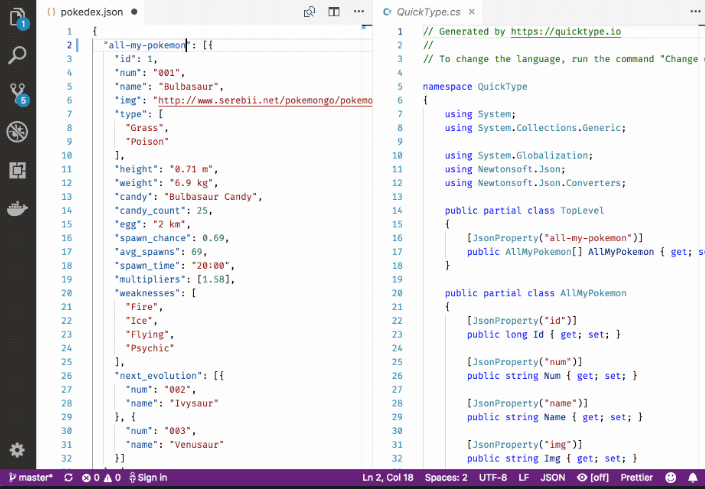 pokedex.json
QuickType.cs
1 {
2 "all-my-pokemon": [{
3 "id": 1,
4 "num": "001",
5 "name": "Bulbasaur",
6 "img": "http://www.serebii.net/pokemongo/pokemo
7 "type": [
8 "Grass",
9 "Poison"
10 ],
11 "height": "0.71 m",
12 "weight": "6.9 kg",
13 "candy": "Bulbasaur Candy",
14 "candy_count": 25,
15 "egg": "2 km",
16 "spawn_chance": 0.69,
17 "avg_spawns": 69,
18 "spawn_time": "20:00",
19 "multipliers": [1.58],
20 "weaknesses": [
21 "Fire",
22 "Ice",
23 "Flying",
24 "Psychic"
25 ],
26 "next_evolution": [{
27 "num": "002",
28 "name": "Ivysaur"
29 }, {
30 "num": "003",
31 "name": "Venusaur"
32 }]
1 // Generated by https://quicktype.io
2 //
3 // To change the language, run the command "Change
4
5 namespace QuickType
6 {
7 using System;
8 using System.Collections.Generic;
9
10 using System.Globalization;
11 using Newtonsoft.Json;
12 using Newtonsoft.Json.Converters;
13
14 public partial class TopLevel
15 {
16 [JsonProperty("all-my-pokemon")]
17 public AllMyPokemon[] AllMyPokemon { get; s
18 }
19
20 public partial class AllMyPokemon
21 {
22 [JsonProperty("id")]
23 public long Id { get; set; }
24
25 [JsonProperty("num")]
26 public string Num { get; set; }
27
28 [JsonProperty("name")]
29 public string Name { get; set; }
30
31 [JsonProperty("img")]
32 public string Img { get; set; }
1
5
master* 0 0 Sign in Ln 2, Col 18 Spaces: 2 UTF-8 LF JSON [off] Prettier